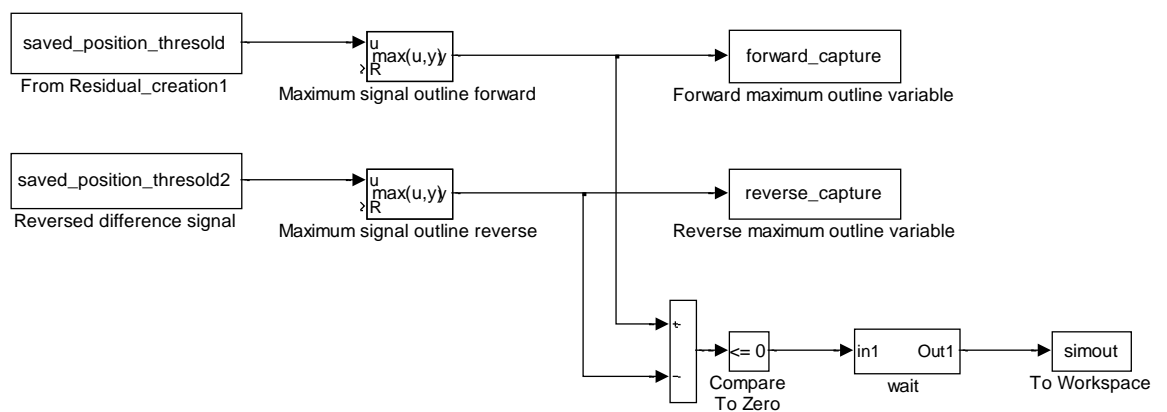 saved_position_thresold
From Residual_creation1
u
R
max(u,y)
y
Maximum signal outline forward
forward_capture
Forward maximum outline variable
saved_position_thresold2
Reversed difference signal
u
R
max(u,y)
y
Maximum signal outline reverse
reverse_capture
Reverse maximum outline variable
+
−
<= 0
Compare
To Zero
in1
Out1
wait
simout
To Workspace